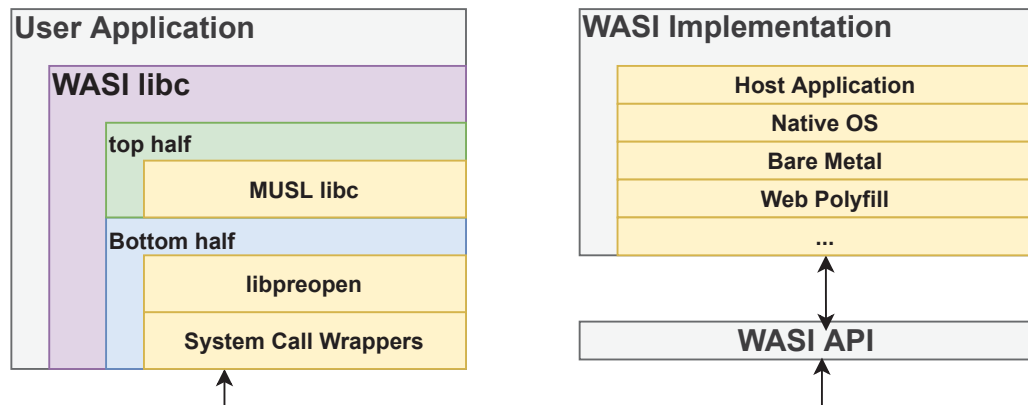 User Application
WASI libc
top half
MUSL libc
Bottom half
libpreopen
System Call Wrappers
WASI Implementation
Host Application
Native OS
Bare Metal
Web Polyfill
...
WASI API